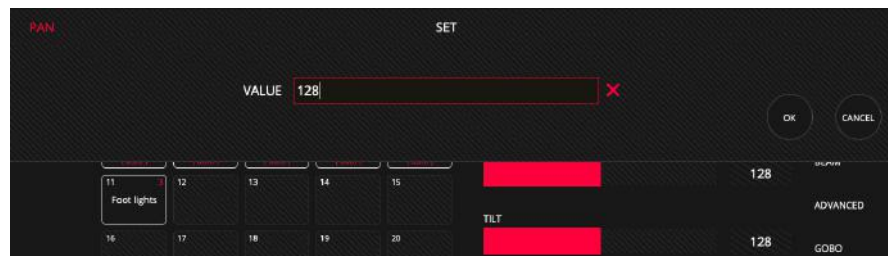 PAN
SET
VALUE 128
OK
CANCEL
128
11 3 12 13 14 15
Foot lights
ADVANCED
TILT
16 17 18 19 20
128
GOBO